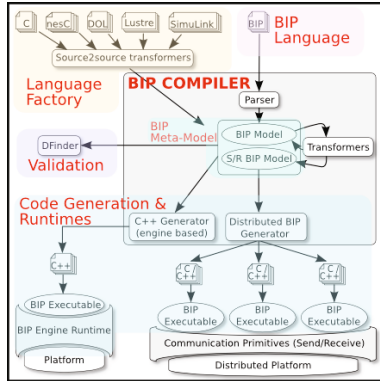 C
nesC
DOL
Lustre
SimuLink
BIP
Source2source transformers
BIP
Language
Language
Factory
BIP COMPILER
Parser
BIP
Meta-Model
BIP Model
S/R BIP Model
Transformers
DFinder
Validation
Code Generation &
Runtimes
C++ Generator
(engine based)
Distributed BIP
Generator
C
C++
C /
C++
C /
C++
C /
C++
BIP Executable
BIP Engine Runtime
Platform
BIP
Executable
BIP
Executable
BIP
Executable
Communication Primitives (Send/Receive)
Distributed Platform